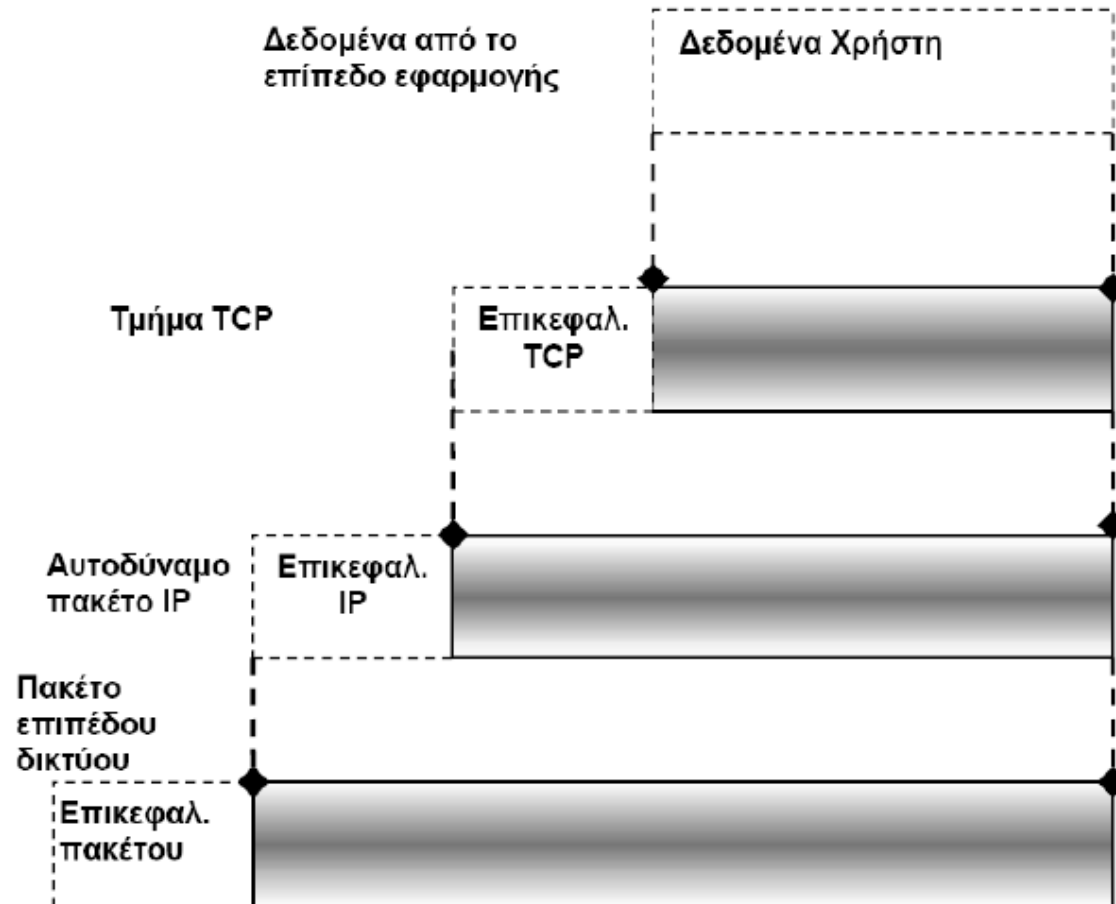 Δεδομένα από το
επίπεδο εφαρμογής
Δεδομένα Χρήστη
Τμήμα TCP
Επικεφαλ.
TCP
Αυτοδύναμο
πακέτο IP
Επικεφαλ.
IP
Πακέτο
επιπέδου
δικτύου
Επικεφαλ.
πακέτου